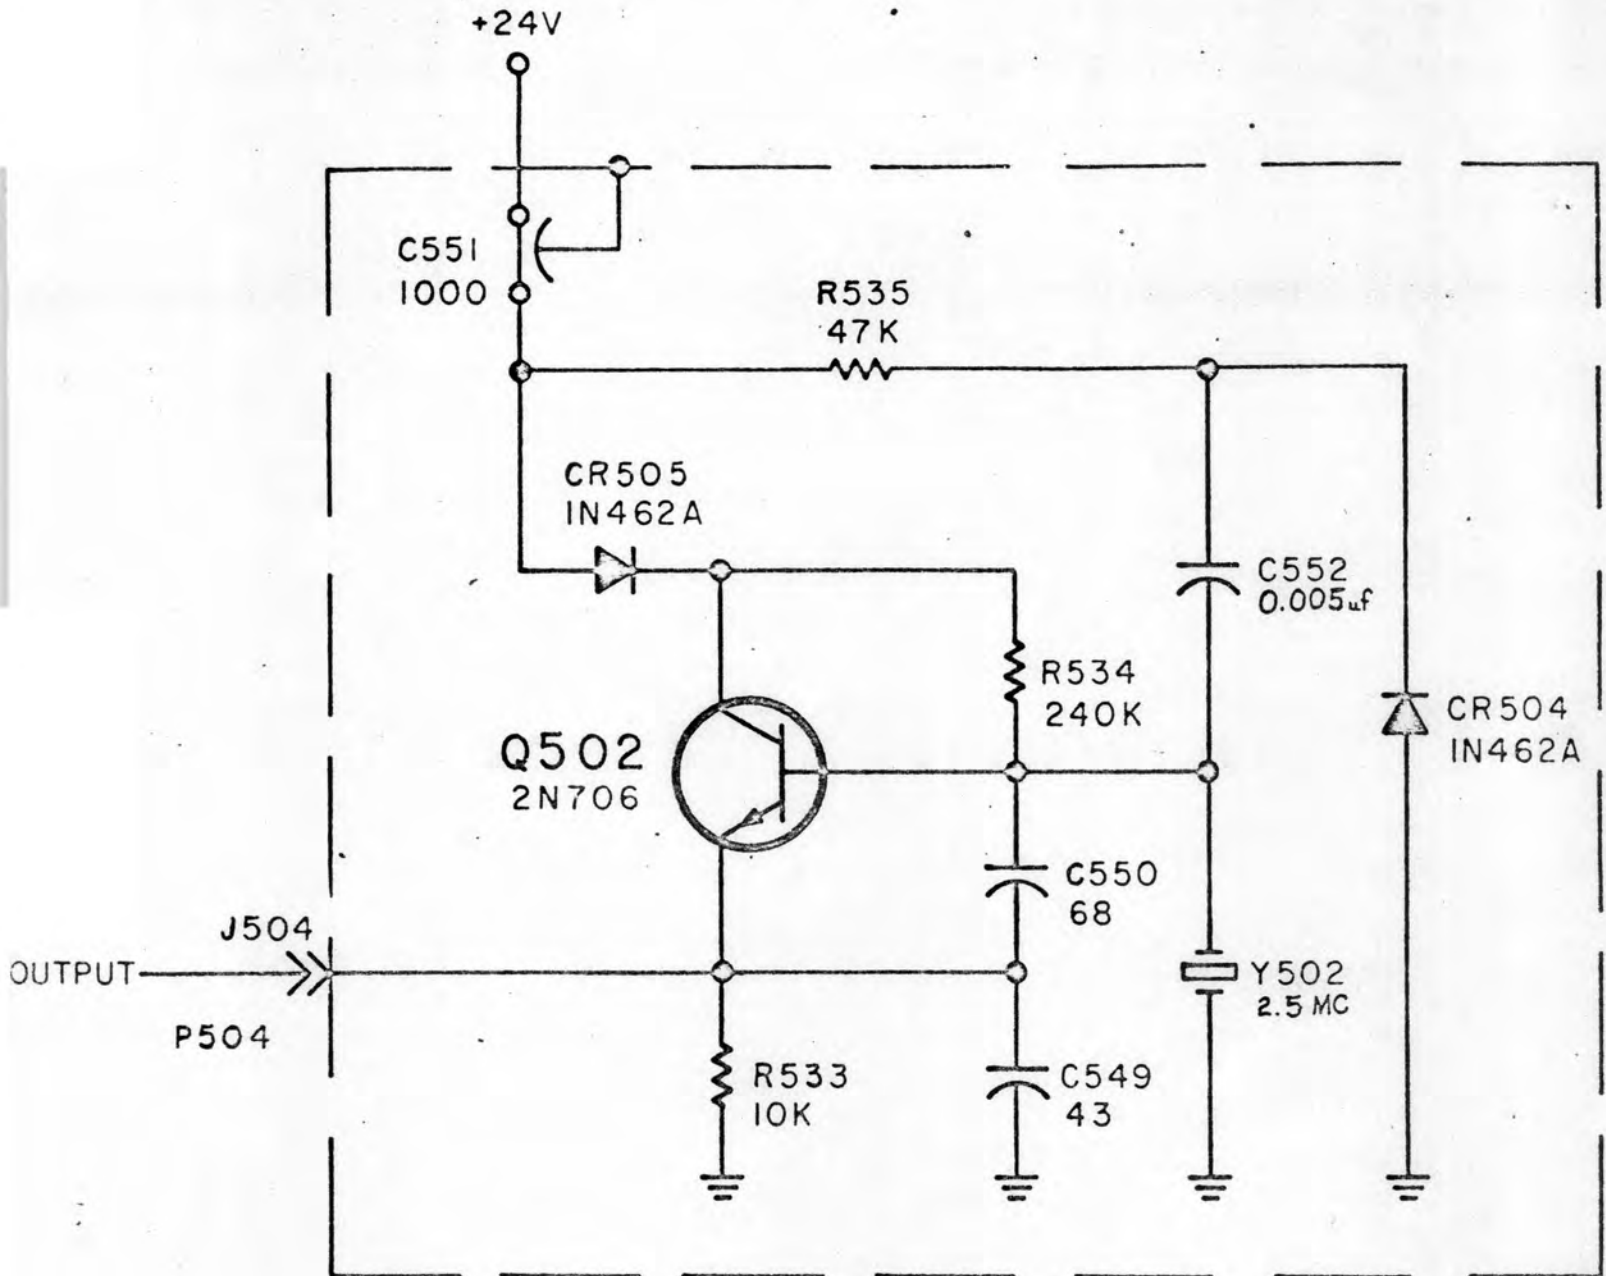 +24V
C551
1000
R535
47K
CR505
IN462A
C552
0.005uf
R534
240K
CR504
IN462A
Q502
2N706
C550
68
J504
OUTPUT
P504
Y502
2.5 MC
R533
10K
C549
43